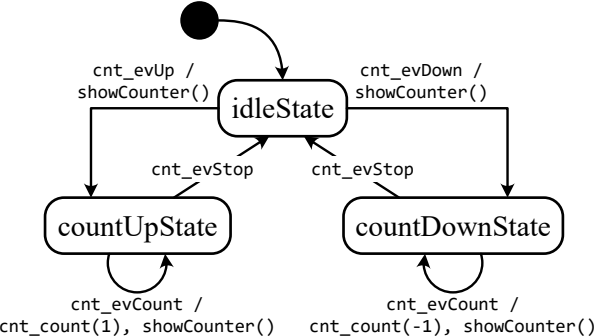 cnt_evUp /
showCounter()
cnt_evDown /
showCounter()
idleState
cnt_evStop
cnt_evStop
countUpState
countDownState
cnt_evCount /
cnt_count(1), showCounter()
cnt_evCount /
cnt_count(-1), showCounter()